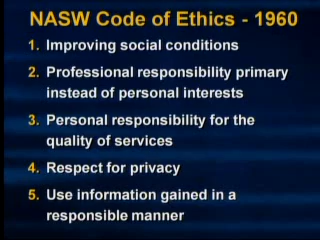 NASW Code of Ethics - 1960
1. Improving social conditions
2. Professional responsibility primary
instead of personal interests
3. Personal responsibility for the
quality of services
4. Respect for privacy
5. Use information gained in a
responsible manner